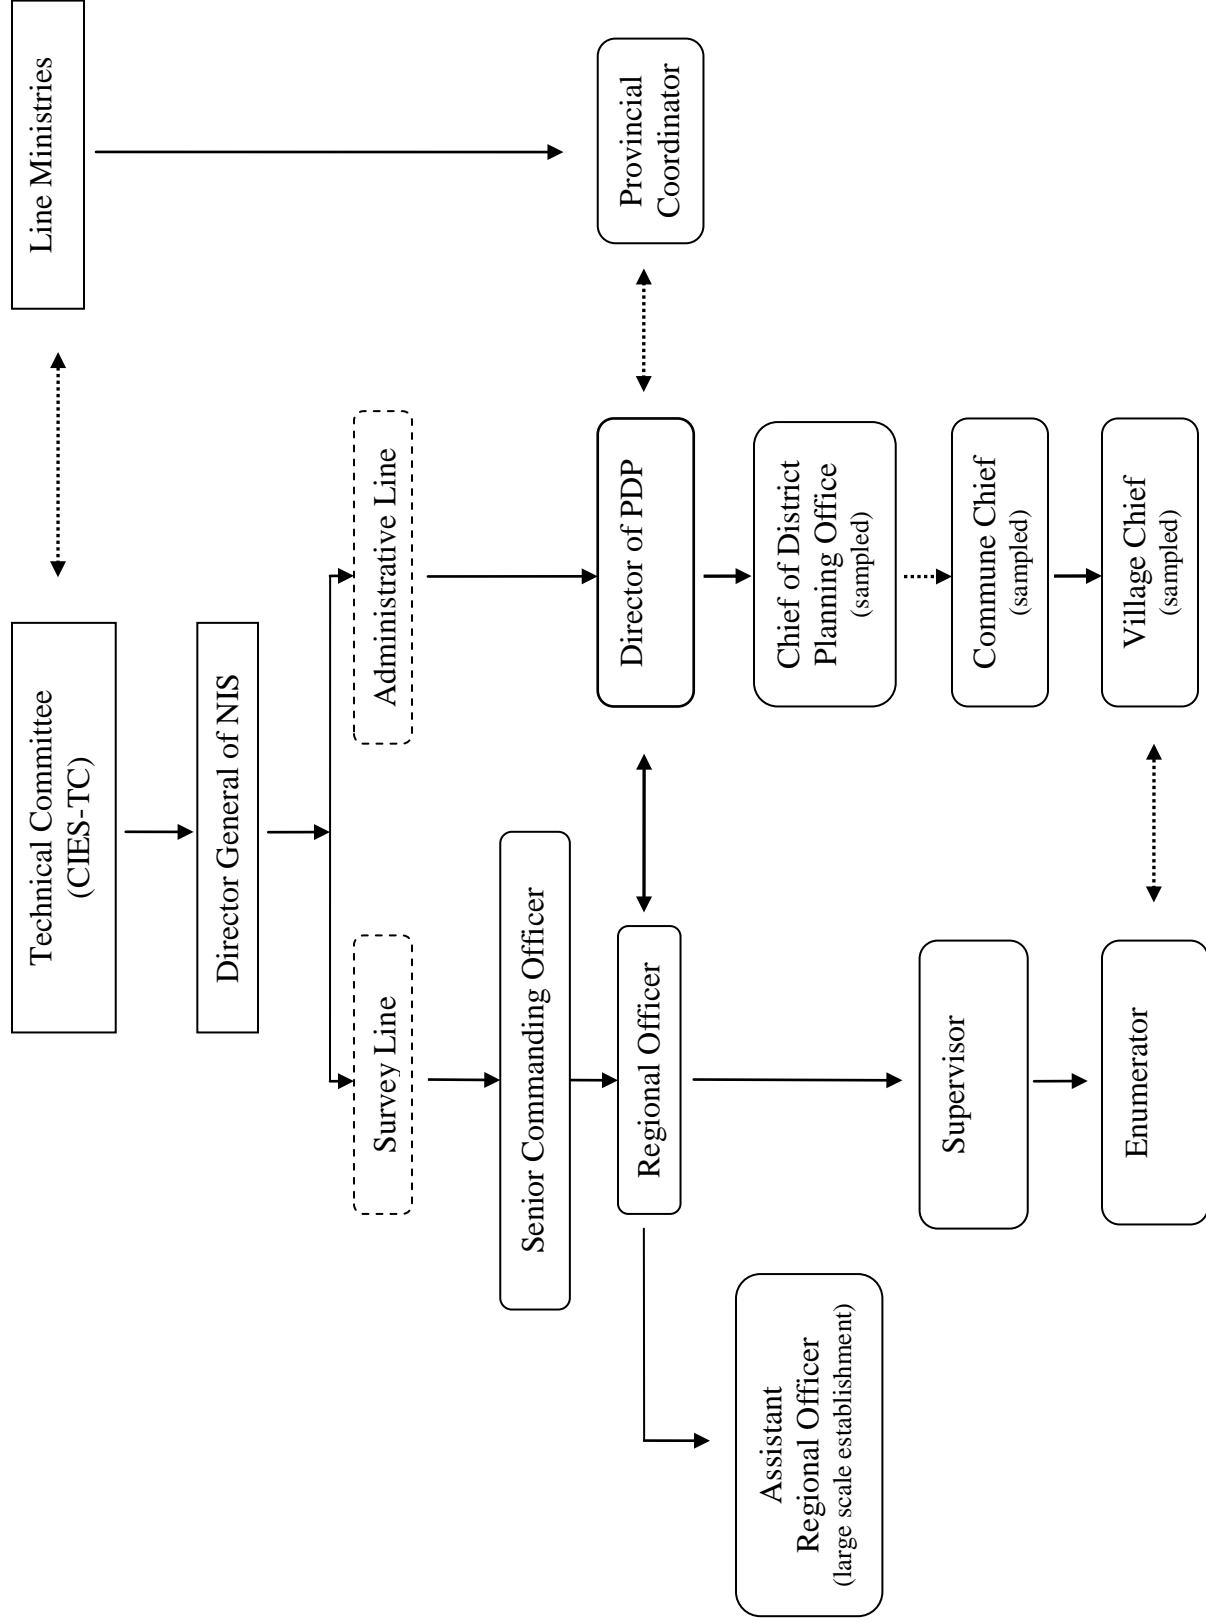 Technical Committee
(CIES-TC)
Line Ministries
Director General of NIS
Survey Line
Administrative Line
Senior Commanding Officer
Regional Officer
Director of PDP
Provincial
Coordinator
Assistant
Regional Officer
(large scale establishment)
Chief of District
Planning Office
(sampled)
Supervisor
Commune Chief
(sampled)
Enumerator
Village Chief
(sampled)